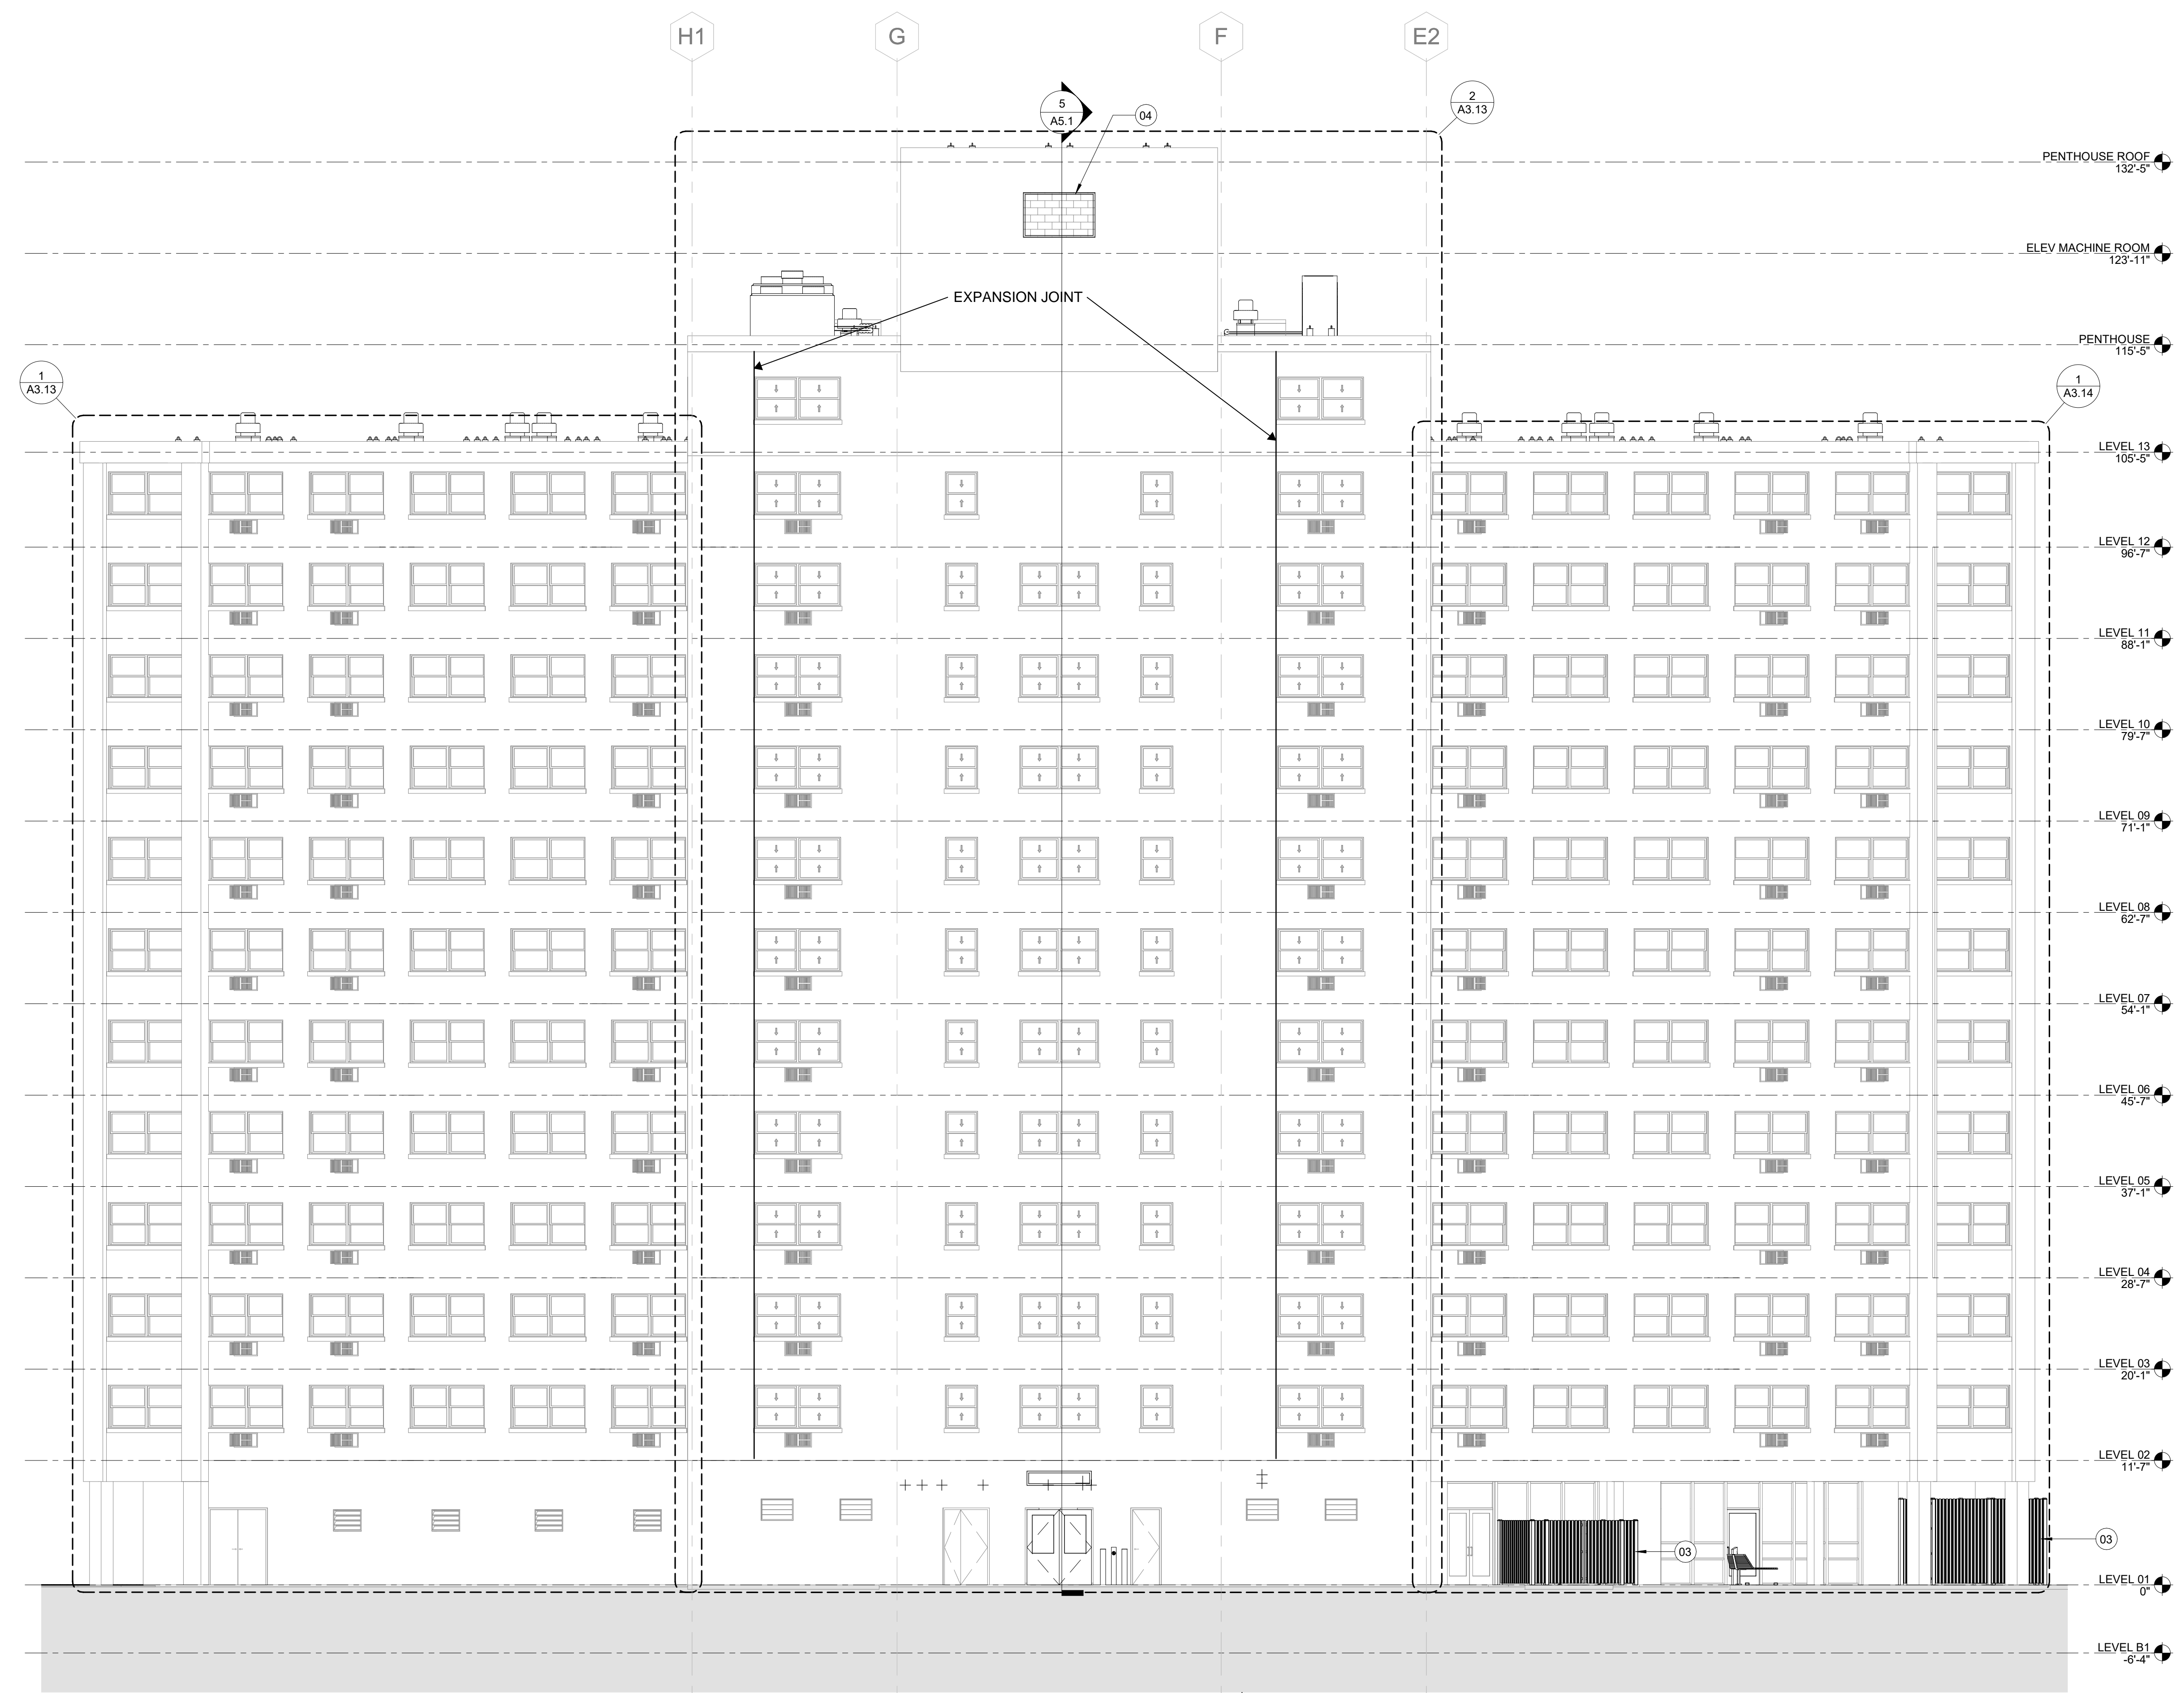 H1
G
F
E2
5
A5.1
04
2
A3.13
PENTHOUSE ROOF
132'-5"
ELEV MACHINE ROOM
123'-11"
EXPANSION JOINT
PENTHOUSE
115'-5"
1
A3.13
1
A3.14
LEVEL 13
105'-5"
LEVEL 12
96'-7"
LEVEL 11
88'-1"
LEVEL 10
79'-7"
LEVEL 09
71'-1"
LEVEL 08
62'-7"
LEVEL 07
54'-1"
LEVEL 06
45'-7"
LEVEL 05
37'-1"
LEVEL 04
28'-7"
LEVEL 03
20'-1"
LEVEL 02
11'-7"
03
03
LEVEL 01
0"
LEVEL B1
-6'-4"